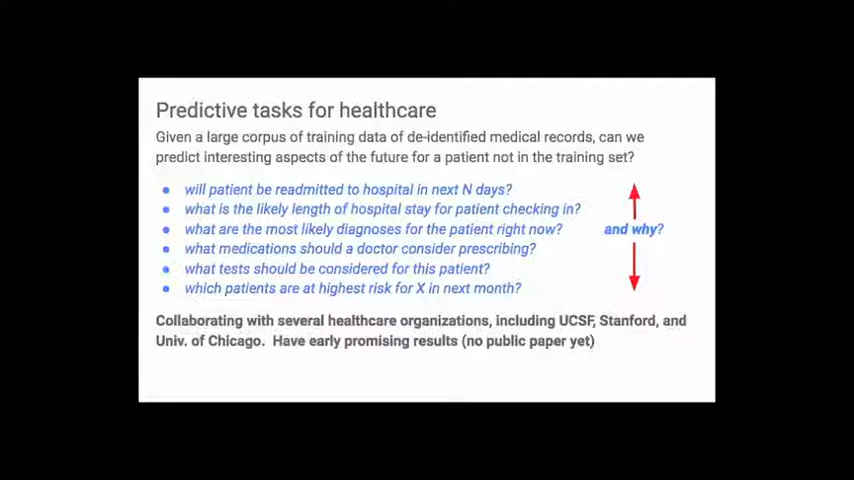 Predictive tasks for healthcare
Given a large corpus of training data of de-identified medical records, can we
predict interesting aspects of the future for a patient not in the training set?
● will patient be readmitted to hospital in next N days?
● what is the likely length of hospital stay for patient checking in?
● what are the most likely diagnoses for the patient right now?
and why?
● what medications should a doctor consider prescribing?
● what tests should be considered for this patient?
● which patients are at highest risk for X in next month?
Collaborating with several healthcare organizations, including UCSF, Stanford, and
Univ. of Chicago. Have early promising results (no public paper yet)